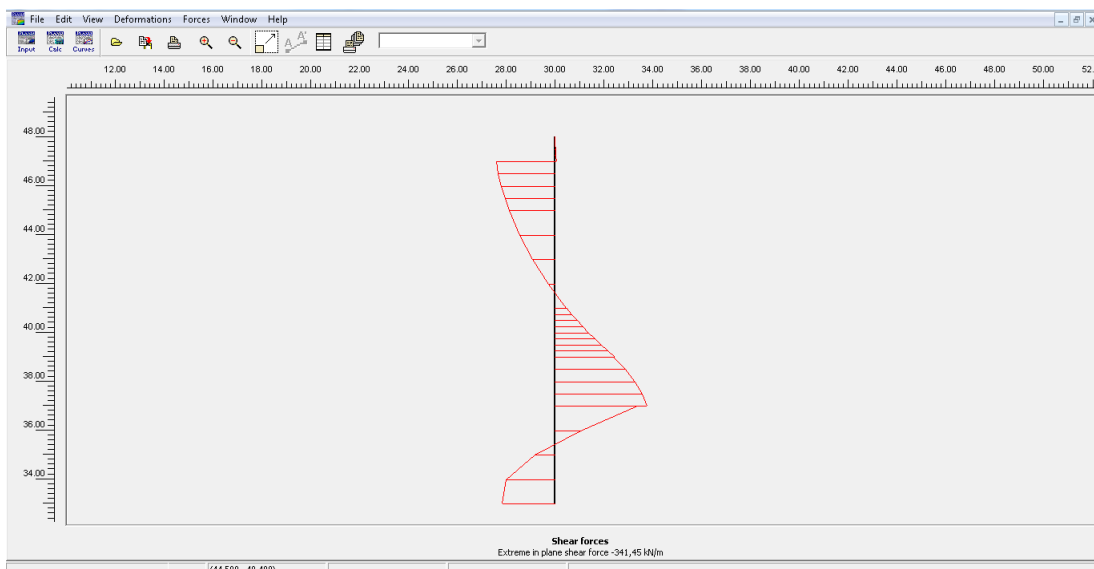 File Edit View Deformations Forces Window Help
Input Calc Curves
12.00 14.00 16.00 18.00 20.00 22.00 24.00 26.00 28.00 30.00 32.00 34.00 36.00 38.00 40.00 42.00 44.00 46.00 48.00 50.00 52.
48.00
46.00
44.00
42.00
40.00
38.00
36.00
34.00
Shear forces
Extreme in plane shear force -341,45 kN/m